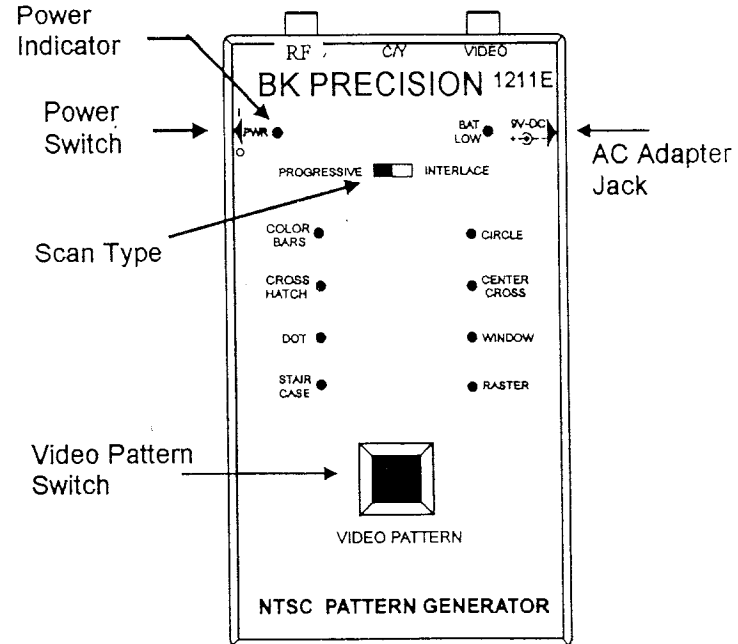 Power
Indicator
RF C/Y VIDEO
BK PRECISION 1211E
Power
Switch
PWR
BAT
LOW
9V-DC
AC Adapter
Jack
PROGRESSIVE INTERLACE
Scan Type
COLOR
BARS
CIRCLE
CROSS
HATCH
CENTER
CROSS
DOT
WINDOW
STAIR
CASE
RASTER
Video Pattern
Switch
VIDEO PATTERN
NTSC PATTERN GENERATOR